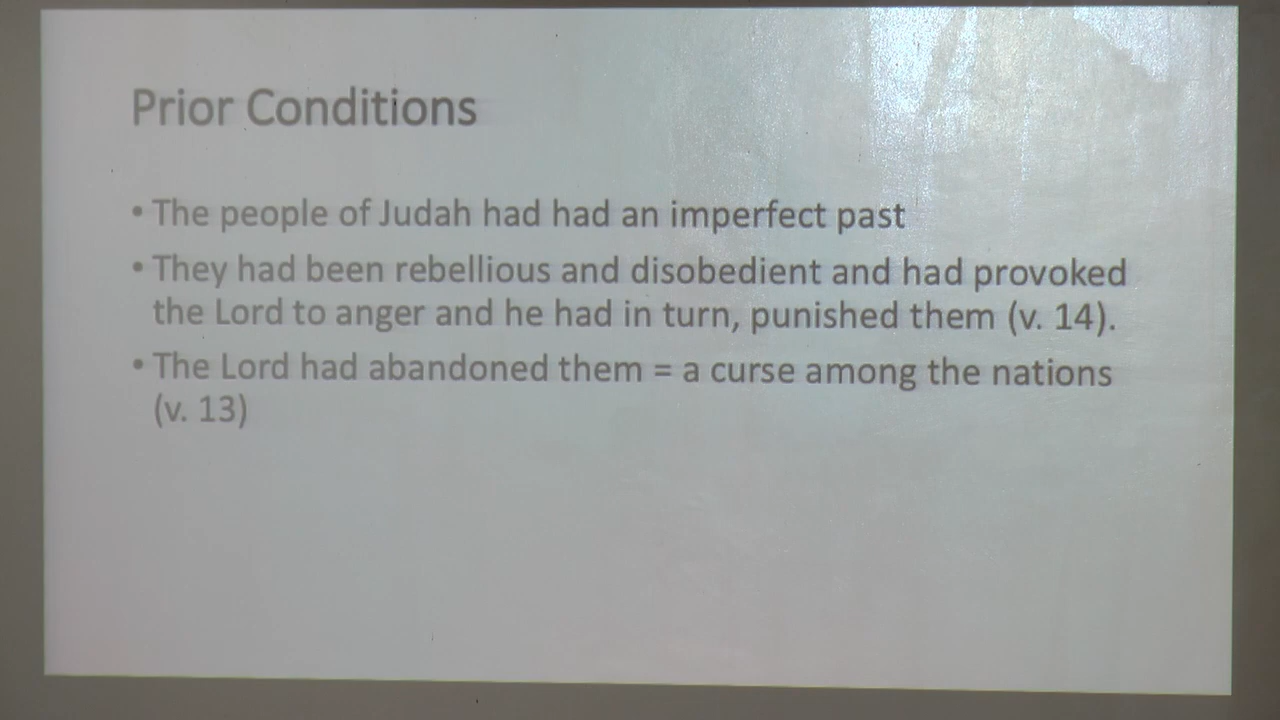 Prior Conditions
• The people of Judah had had an imperfect past
• They had been rebellious and disobedient and had provoked
the Lord to anger and he had in turn, punished them (v. 14).
• The Lord had abandoned them = a curse among the nations
(v. 13)